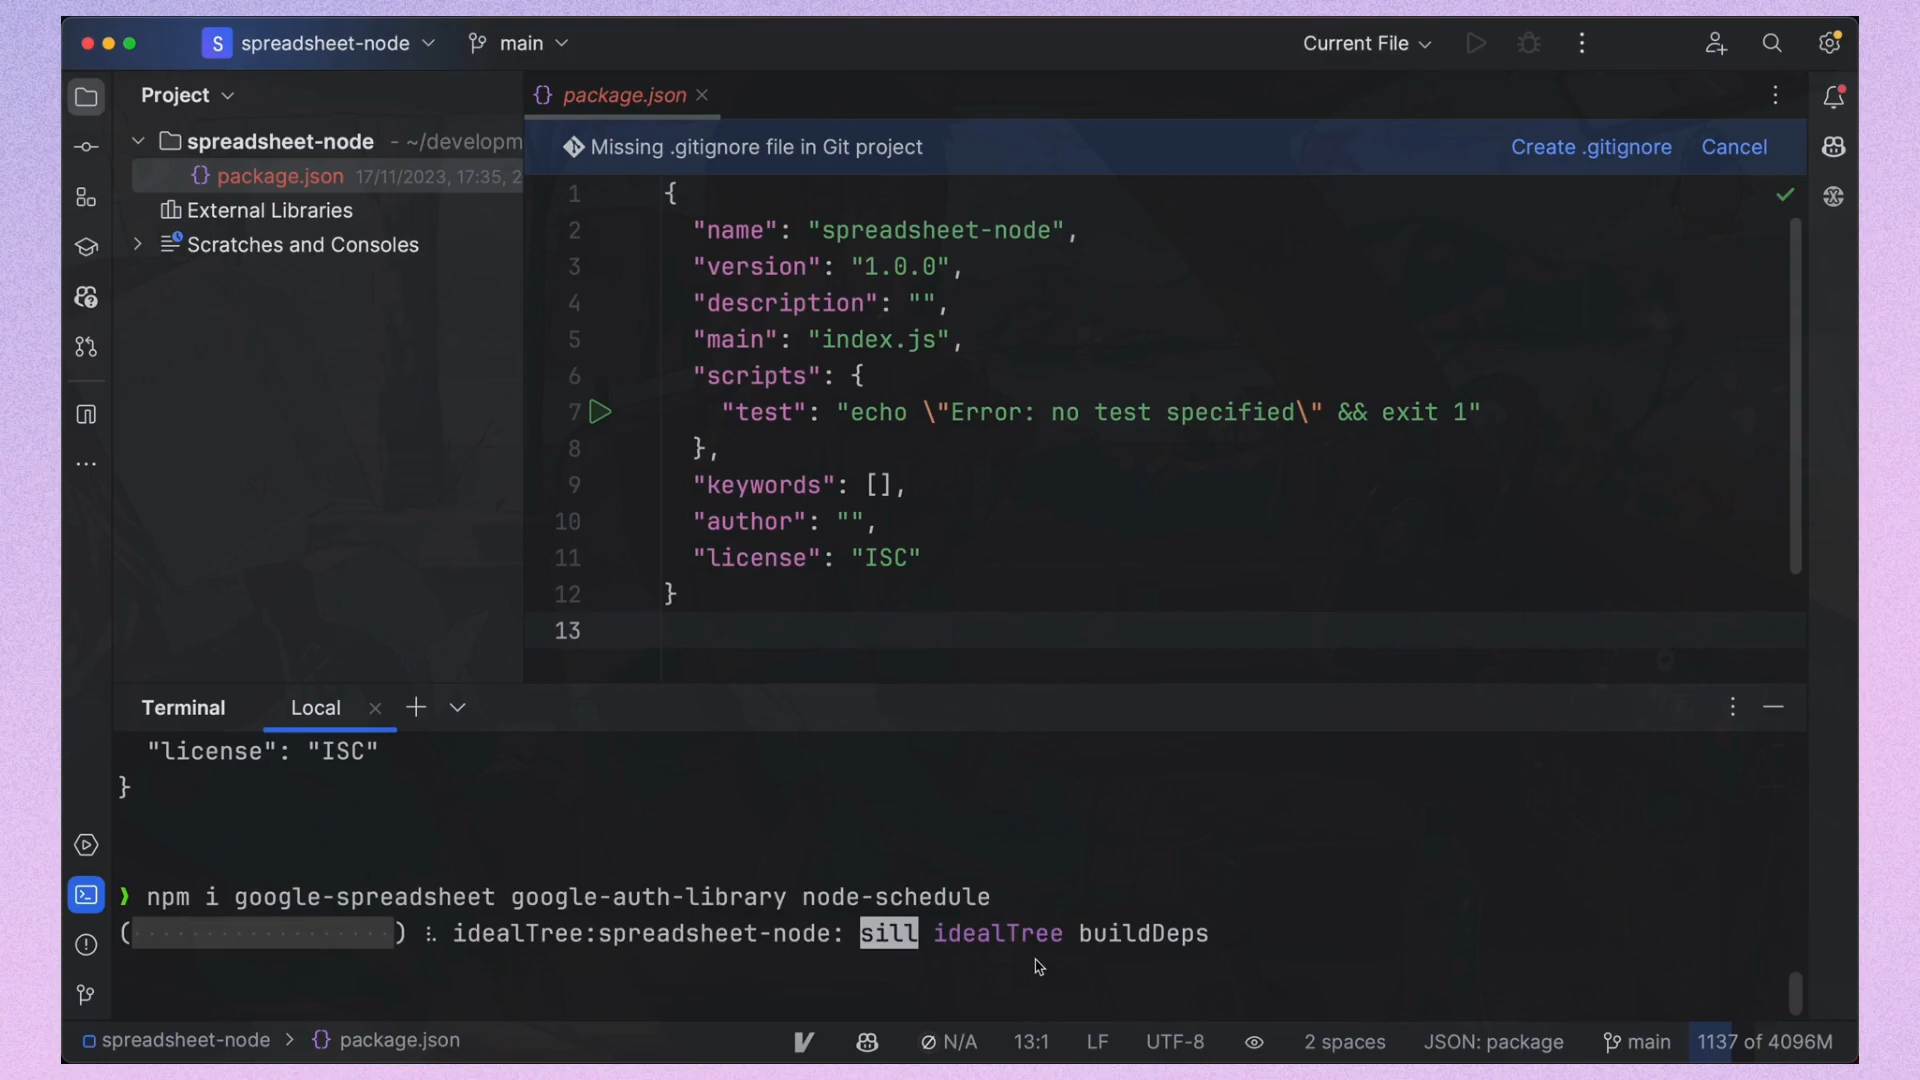 S spreadsheet-node main Current File
Project
package.json
spreadsheet-node - ~/developm
package.json 17/11/2023, 17:35, 2
External Libraries
Scratches and Consoles
Missing .gitignore file in Git project Create .gitignore Cancel
1 {
2 "name": "spreadsheet-node",
3 "version": "1.0.0",
4 "description": "",
5 "main": "index.js",
6 "scripts": {
7 "test": "echo \"Error: no test specified\" && exit 1"
8 },
9 "keywords": [],
10 "author": "",
11 "license": "ISC"
12 }
13
Terminal Local
"license": "ISC"
}
❯ npm i google-spreadsheet google-auth-library node-schedule
(··················) ⠧ idealTree:spreadsheet-node: sill idealTree buildDeps
spreadsheet-node > package.json N/A 13:1 LF UTF-8 2 spaces JSON: package main 1137 of 4096M